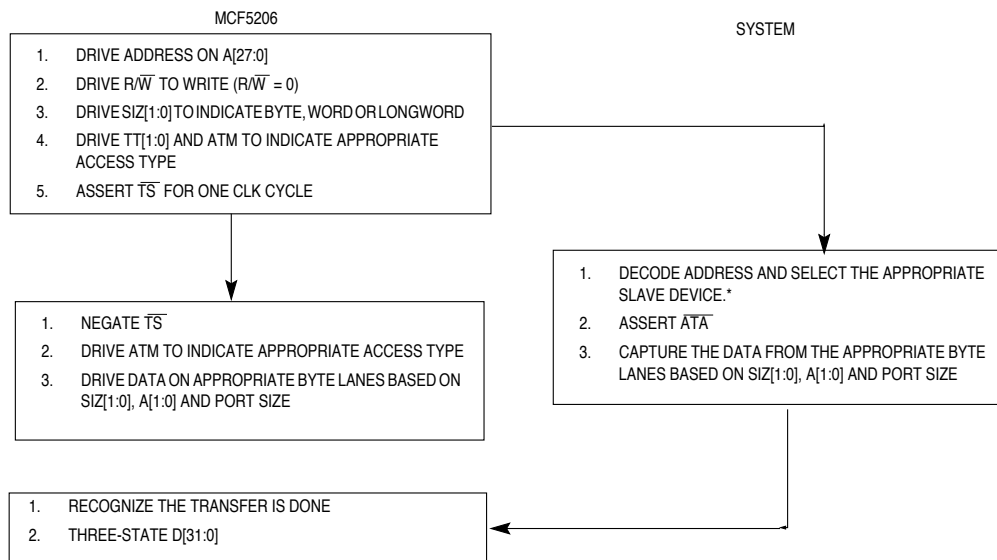 MCF5206
SYSTEM
1. DRIVE ADDRESS ON A[27:0]
2. DRIVE R/W̅ TO WRITE (R/W̅ = 0)
3. DRIVE SIZ[1:0] TO INDICATE BYTE, WORD OR LONGWORD
4. DRIVE TT[1:0] AND ATM TO INDICATE APPROPRIATE
ACCESS TYPE
5. ASSERT T̅S̅ FOR ONE CLK CYCLE
1. NEGATE T̅S̅
2. DRIVE ATM TO INDICATE APPROPRIATE ACCESS TYPE
3. DRIVE DATA ON APPROPRIATE BYTE LANES BASED ON
SIZ[1:0], A[1:0] AND PORT SIZE
1. DECODE ADDRESS AND SELECT THE APPROPRIATE
SLAVE DEVICE.*
2. ASSERT A̅T̅A̅
3. CAPTURE THE DATA FROM THE APPROPRIATE BYTE
LANES BASED ON SIZ[1:0], A[1:0] AND PORT SIZE
1. RECOGNIZE THE TRANSFER IS DONE
2. THREE-STATE D[31:0]